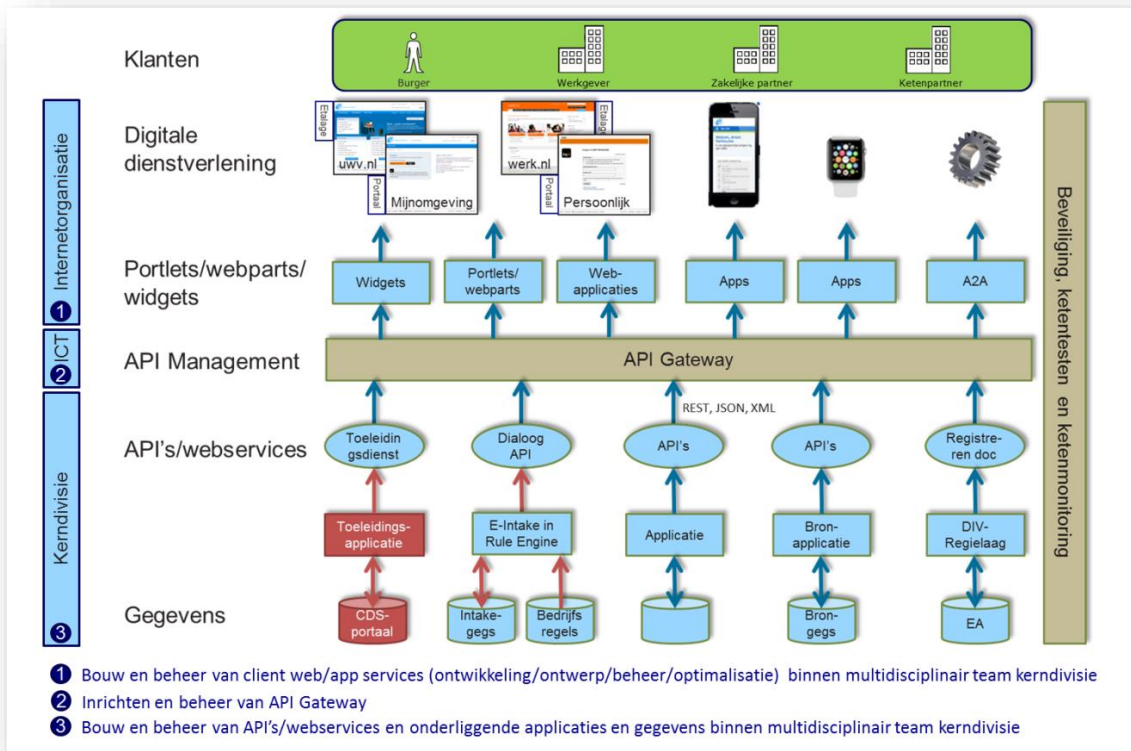 Klanten
Burger
Werkgever
Zakelijke partner
Ketenpartner
Internetorganisatie
1
Digitale
dienstverlening
Etalage
uwv.nl
Portaal
Mijnomgeving
Etalage
werk.nl
Portaal
Persoonlijk
Beveiliging, ketentesten en ketenmonitoring
Portlets/webparts/
widgets
Widgets
Portlets/
webparts
Web-
applicaties
Apps
Apps
A2A
ICT
2
API Management
API Gateway
REST, JSON, XML
Kerndivisie
3
API's/webservices
Toeleidin
gsdienst
Dialoog
API
API's
API's
Registre-
ren doc
Toeleidings-
applicatie
E-Intake in
Rule Engine
Applicatie
Bron-
applicatie
DIV-
Regielaag
Gegevens
CDS-
portaal
Intake-
gegs
Bedrijfs
regels
Bron-
gegs
EA
1 Bouw en beheer van client web/app services (ontwikkeling/ontwerp/beheer/optimalisatie) binnen multidisciplinair team kerndivisie
2 Inrichten en beheer van API Gateway
3 Bouw en beheer van API's/webservices en onderliggende applicaties en gegevens binnen multidisciplinair team kerndivisie